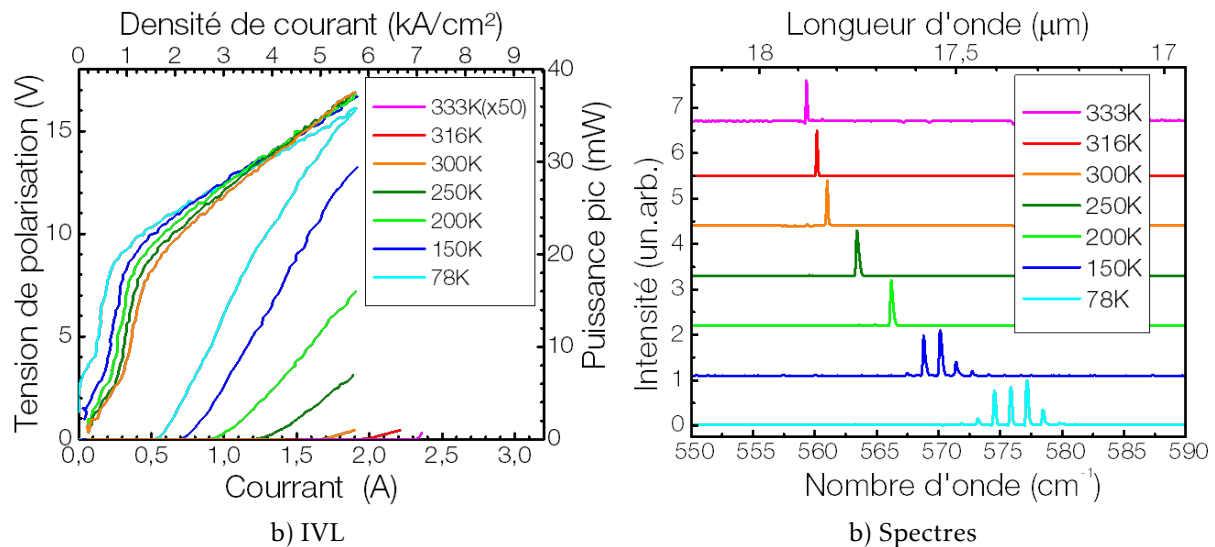 Densité de courant (kA/cm²)
0 1 2 3 4 5 6 7 8 9
Tension de polarisation (V)
15
10
5
0
333K(x50)
316K
300K
250K
200K
150K
78K
40
30
20
10
0
Puissance pic (mW)
0,0 0,5 1,0 1,5 2,0 2,5 3,0
Courrant (A)
b) IVL
Longueur d'onde (μm)
18 17,5 17
Intensité (un.arb.)
7
6
5
4
3
2
1
0
333K
316K
300K
250K
200K
150K
78K
550 555 560 565 570 575 580 585 590
Nombre d'onde (cm⁻¹)
b) Spectres